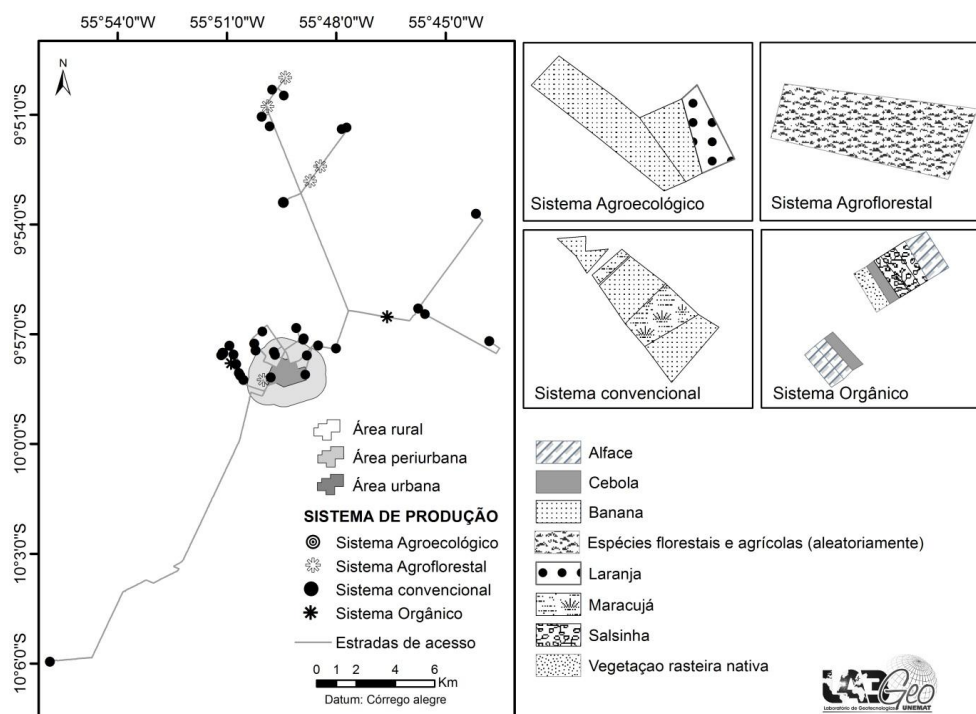 55°54'0"W 55°51'0"W 55°48'0"W 55°45'0"W
N
9°51'0"S
9°54'0"S
9°57'0"S
10°0'0"S
10°3'0"S
10°6'0"S
Área rural
Área periurbana
Área urbana
SISTEMA DE PRODUÇÃO
Sistema Agroecológico
Sistema Agroflorestal
Sistema convencional
Sistema Orgânico
Estradas de acesso
0 1 2 4 6
Km
Datum: Córrego alegre
Sistema Agroecológico
Sistema Agroflorestal
Sistema convencional
Sistema Orgânico
Alface
Cebola
Banana
Espécies florestais e agrícolas (aleatoriamente)
Laranja
Maracujá
Salsinha
Vegetaçao rasteira nativa
Geo
Laboratório de Geotecnologias
UNEMAT